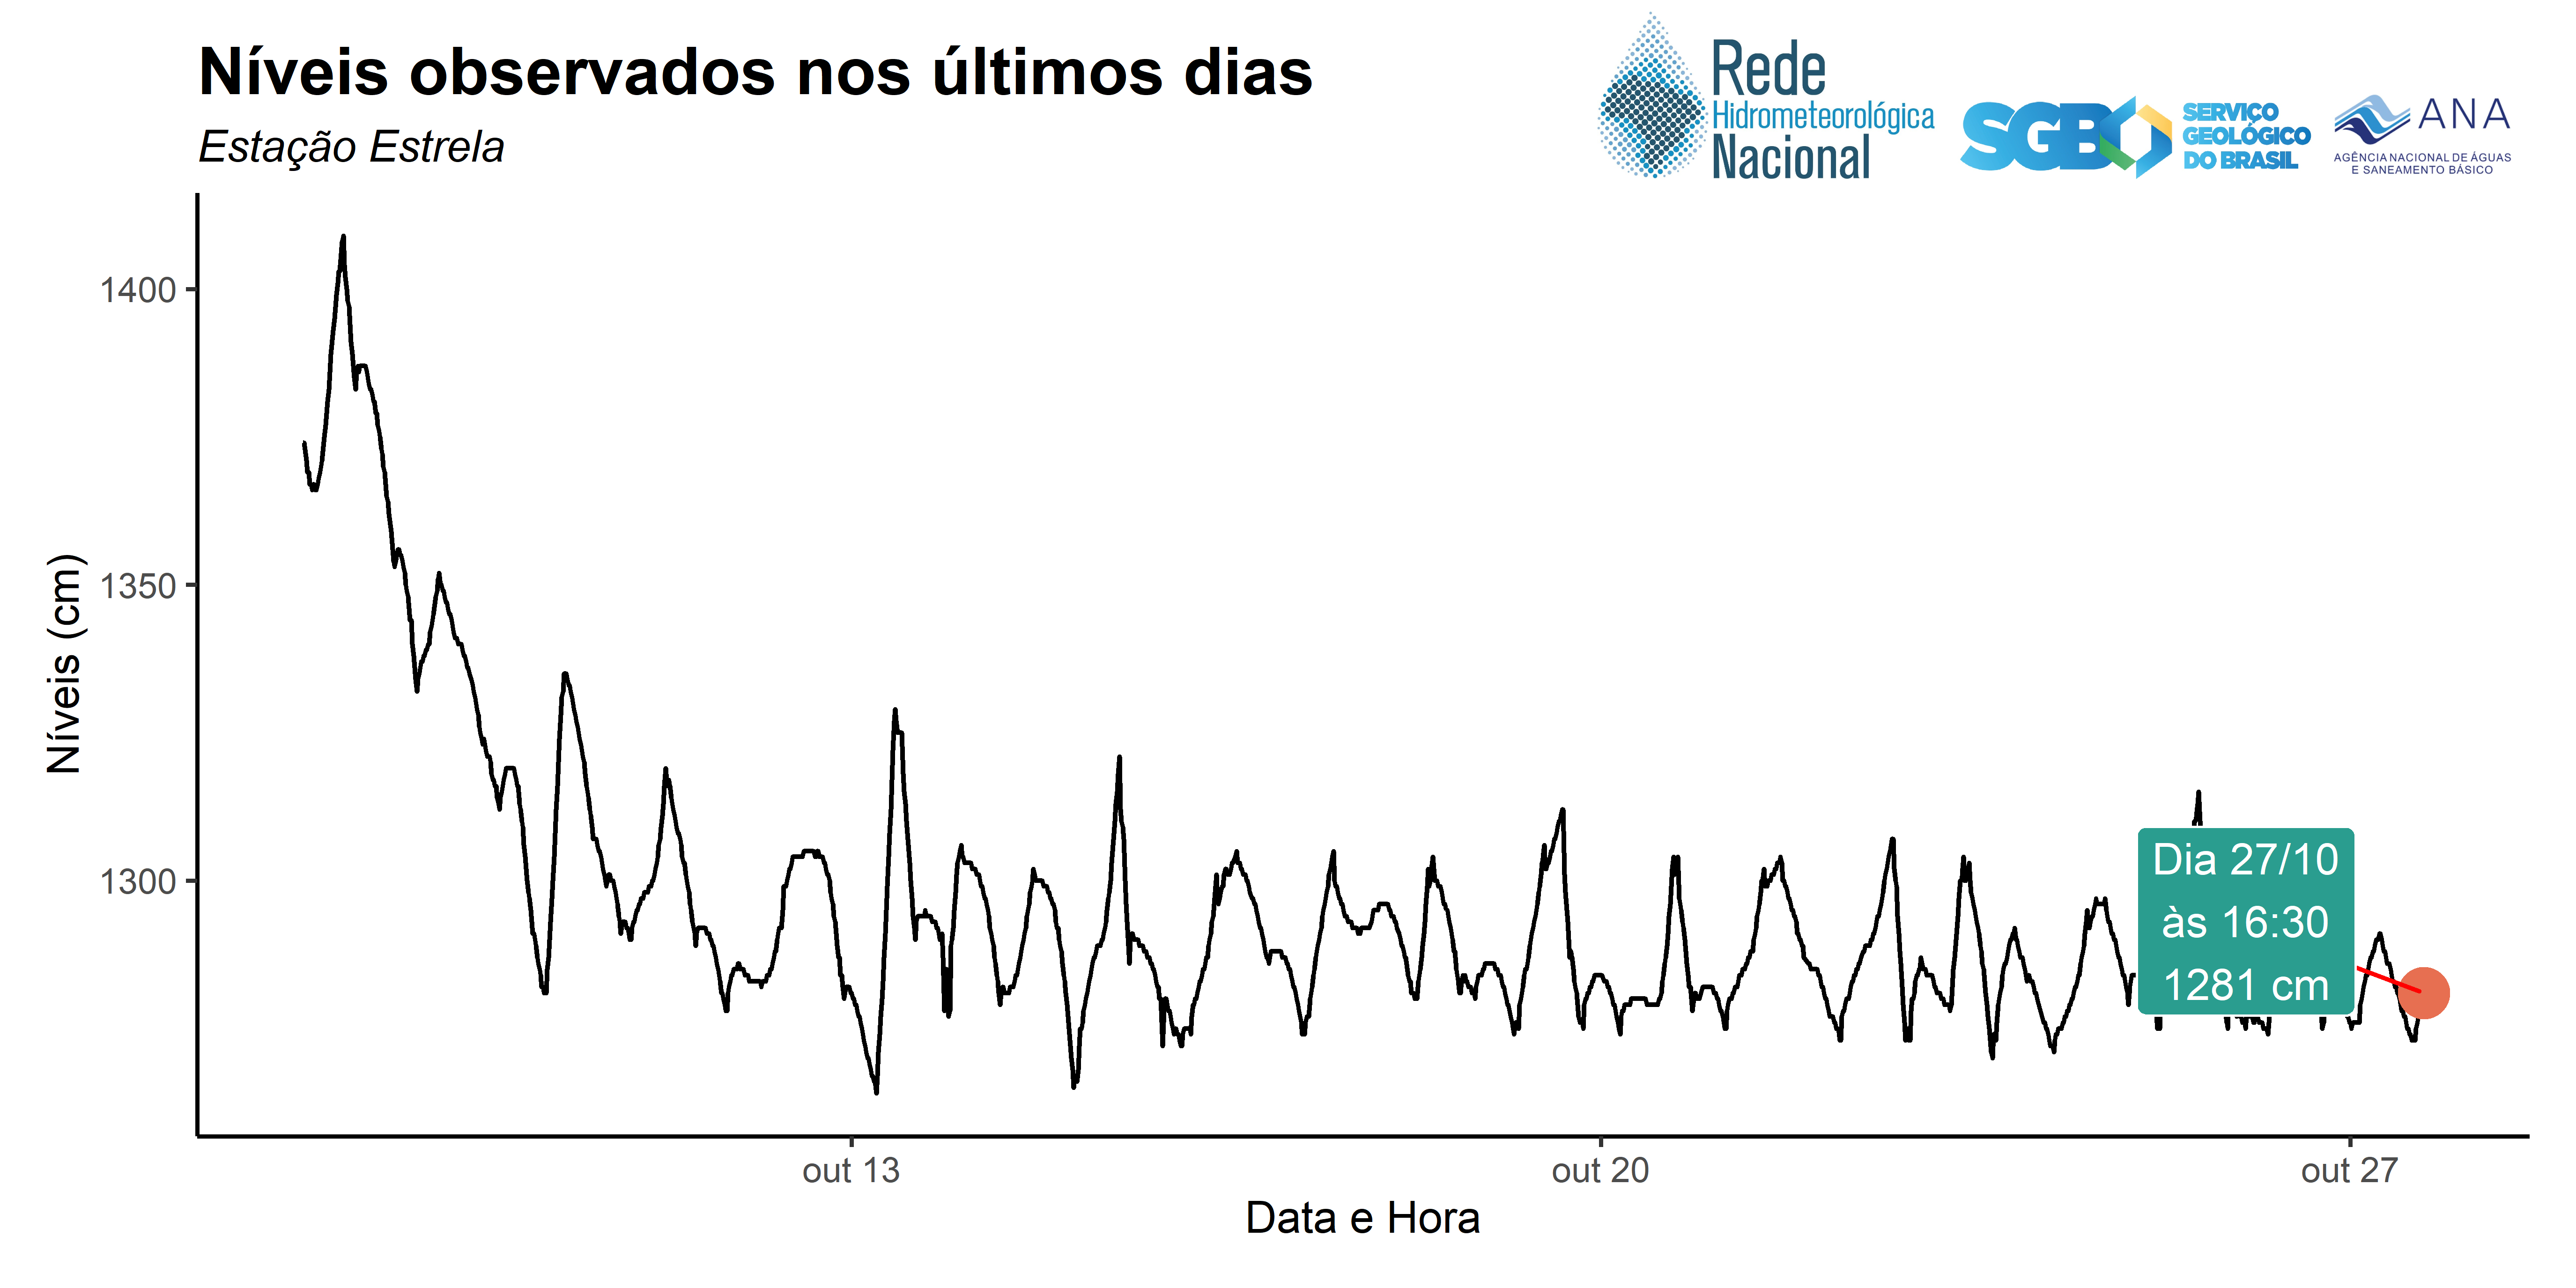 Níveis observados nos últimos dias
Estação Estrela
Rede
Hidrometeorológica
Nacional
SGB
SERVIÇO
GEOLÓGICO
DO BRASIL
ANA
AGÊNCIA NACIONAL DE ÁGUAS
E SANEAMENTO BÁSICO
Níveis (cm)
1400
1350
1300
Dia 27/10
às 16:30
1281 cm
out 13
out 20
out 27
Data e Hora